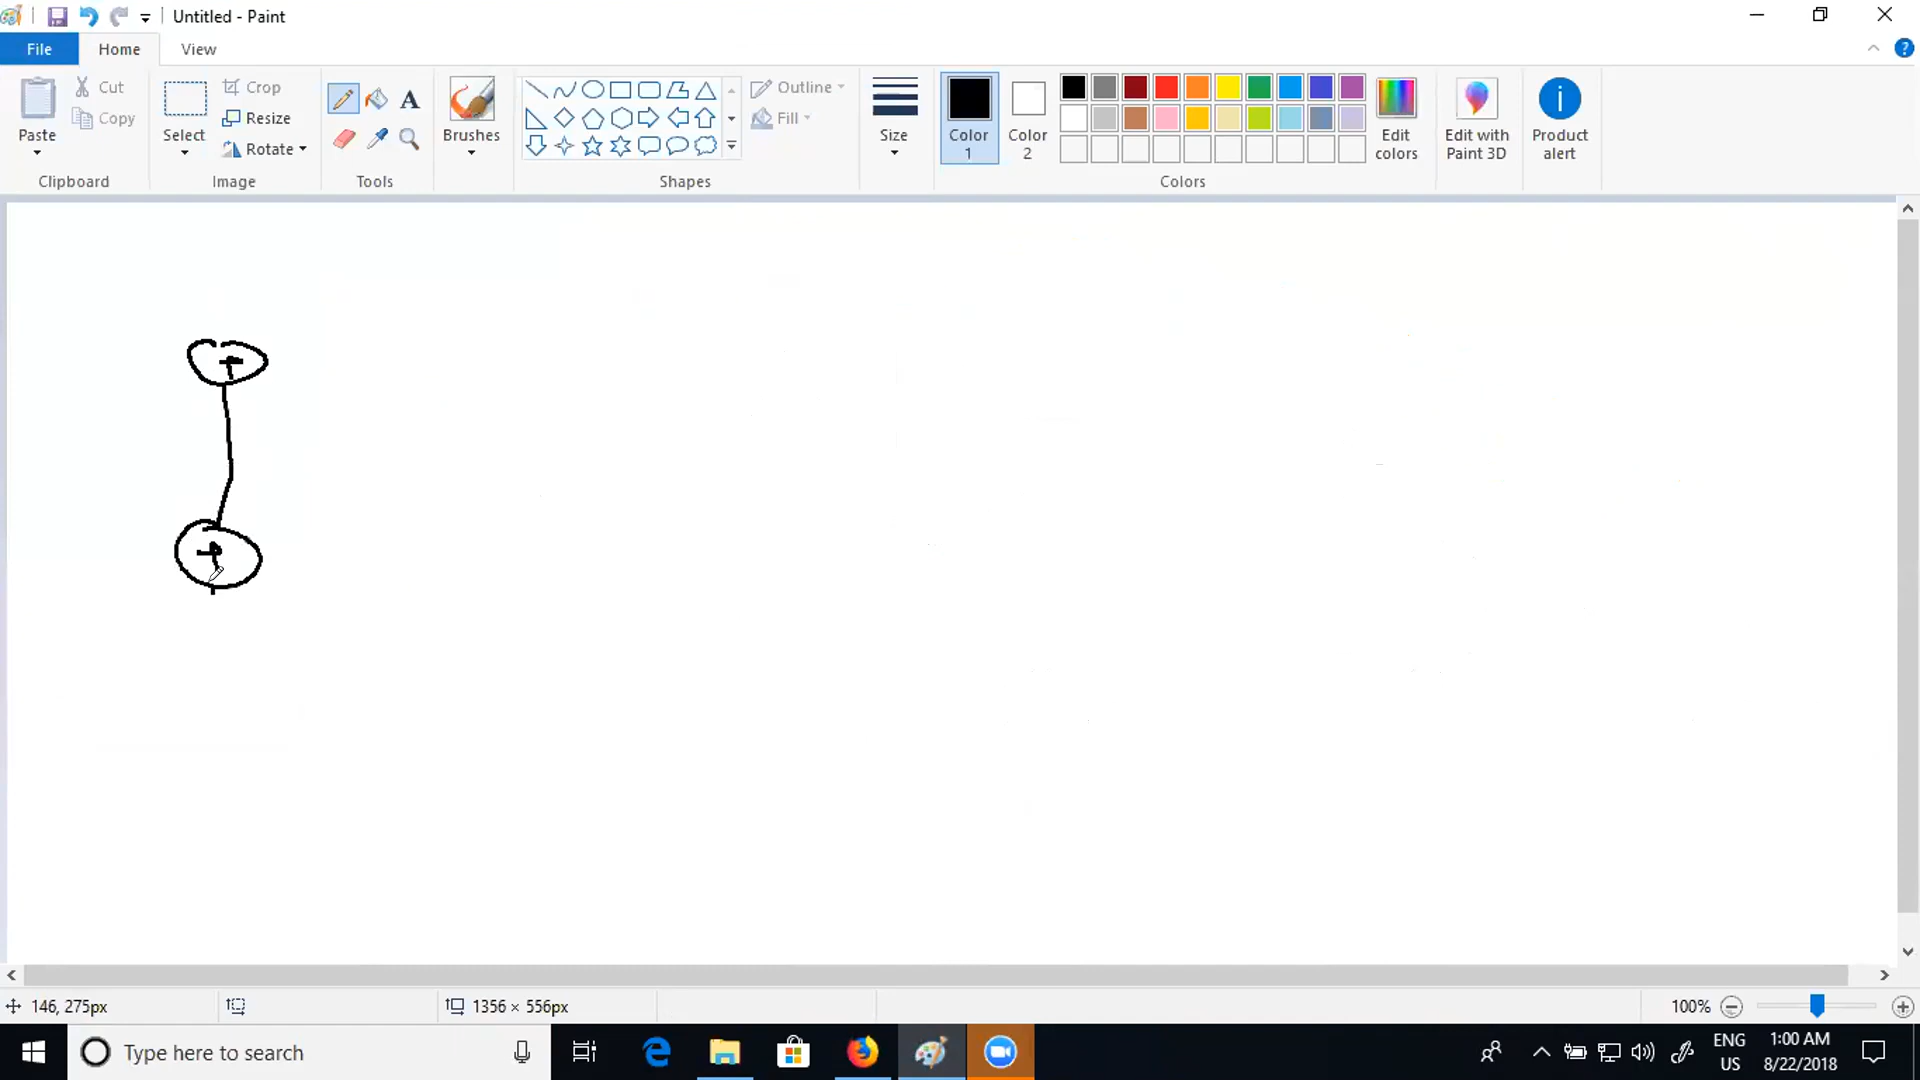 Untitled - Paint
File Home View
Paste
Cut
Copy
Clipboard
Select
Crop
Resize
Rotate
Image
A
Tools
Brushes
Shapes
Outline
Fill
Size
Color 1
Color 2
Edit colors
Colors
Edit with Paint 3D
Product alert
146, 275px
1356 × 556px
100%
Type here to search
ENG
US
1:00 AM
8/22/2018